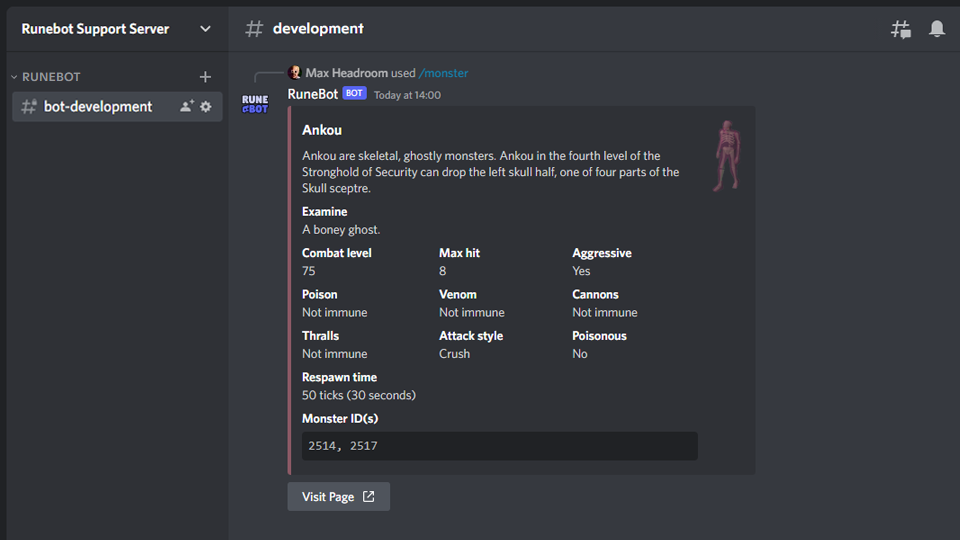 Runebot Support Server
# development
RUNEBOT
bot-development
Max Headroom used /monster
RUNE
BOT
RuneBot BOT Today at 14:00
Ankou
Ankou are skeletal, ghostly monsters. Ankou in the fourth level of the
Stronghold of Security can drop the left skull half, one of four parts of the
Skull sceptre.
Examine
A boney ghost.
Combat level Max hit Aggressive
75 8 Yes
Poison Venom Cannons
Not immune Not immune Not immune
Thralls Attack style Poisonous
Not immune Crush No
Respawn time
50 ticks (30 seconds)
Monster ID(s)
2514, 2517
Visit Page